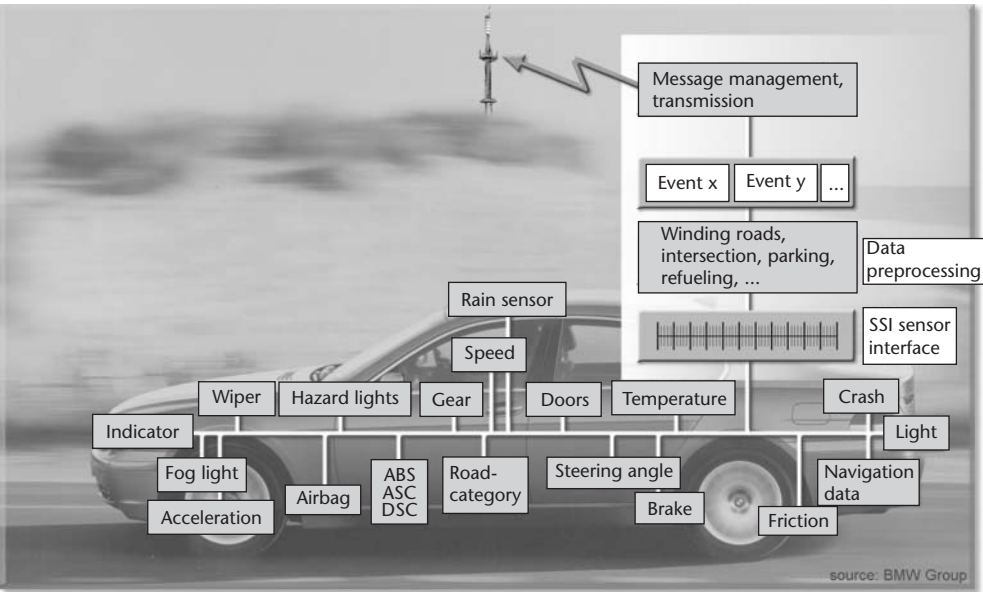 Message management,
transmission
Event x
Event y
...
Winding roads,
intersection, parking,
refueling, ...
Data
preprocessing
SSI sensor
interface
Rain sensor
Speed
Wiper
Hazard lights
Gear
Doors
Temperature
Crash
Indicator
Light
Fog light
Acceleration
Airbag
ABS
ASC
DSC
Road-
category
Steering angle
Brake
Friction
Navigation
data
source: BMW Group